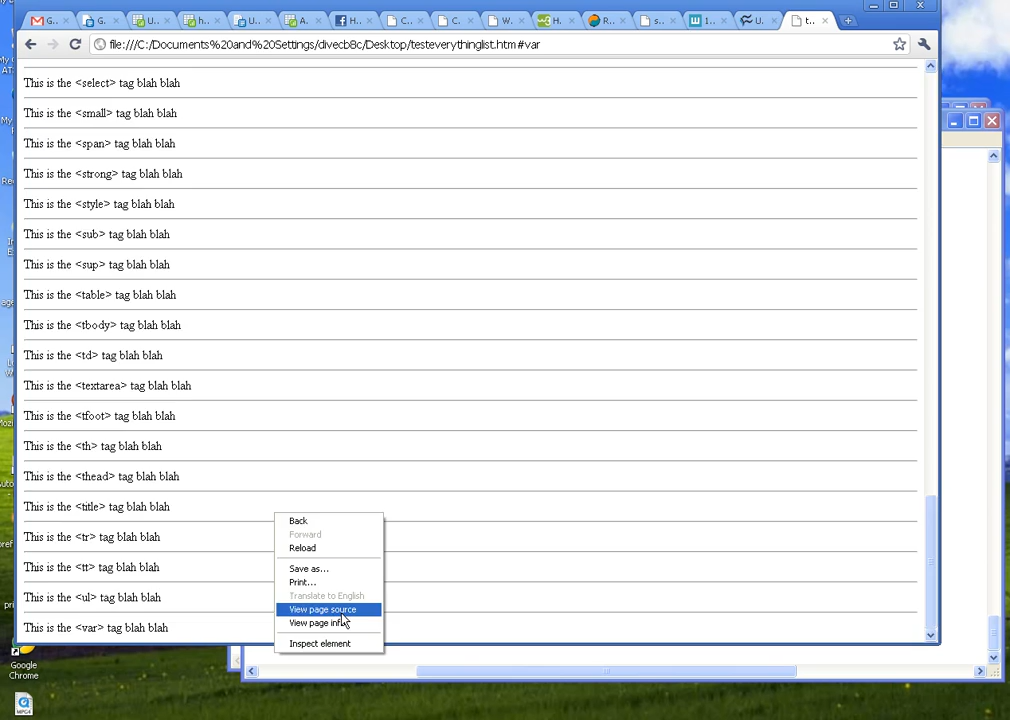 G..
G.
U..
h..
U..
A.
H.
C..
C.
W.
H.
R..
s..
1..
U.
t..
file:///C:/Documents%20and%20Settings/divecb8c/Desktop/testeverythinglist.htm#var
This is the <select> tag blah blah
This is the <small> tag blah blah
This is the <span> tag blah blah
This is the <strong> tag blah blah
This is the <style> tag blah blah
This is the <sub> tag blah blah
This is the <sup> tag blah blah
This is the <table> tag blah blah
This is the <tbody> tag blah blah
This is the <td> tag blah blah
This is the <textarea> tag blah blah
This is the <tfoot> tag blah blah
This is the <th> tag blah blah
This is the <thead> tag blah blah
This is the <title> tag blah blah
This is the <tr> tag blah blah
This is the <tt> tag blah blah
This is the <ul> tag blah blah
This is the <var> tag blah blah
Back
Forward
Reload
Save as...
Print...
Translate to English
View page source
View page inf
Inspect element
Google
Chrome